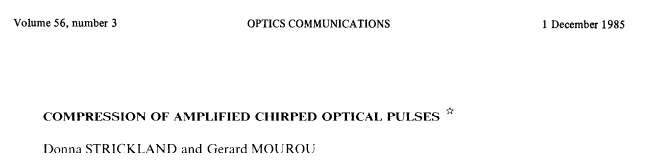 Volume 56, number 3 OPTICS COMMUNICATIONS 1 December 1985
COMPRESSION OF AMPLIFIED CHIRPED OPTICAL PULSES ☆
Donna STRICKLAND and Gerard MOUROU